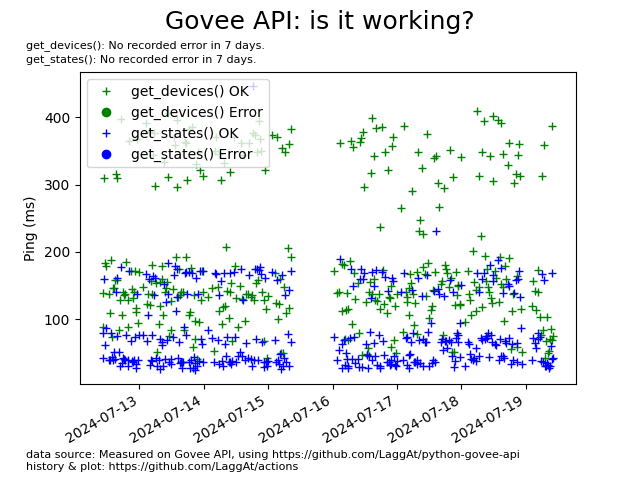 Govee API: is it working?
get_devices(): No recorded error in 7 days.
get_states(): No recorded error in 7 days.
get_devices() OK
get_devices() Error
get_states() OK
get_states() Error
400
300
200
100
Ping (ms)
2024-07-13
2024-07-14
2024-07-15
2024-07-16
2024-07-17
2024-07-18
2024-07-19
data source: Measured on Govee API, using https://github.com/LaggAt/python-govee-api
history & plot: https://github.com/LaggAt/actions